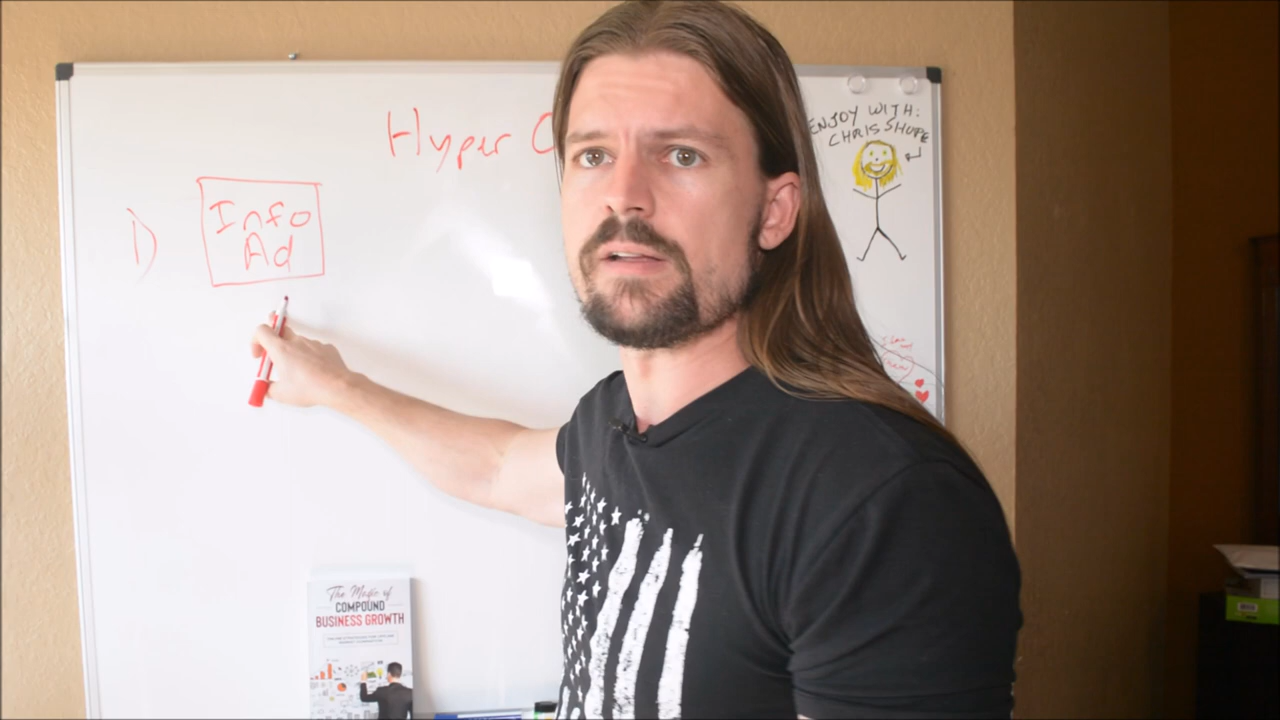 Hyper
1)
Info
Ad
ENJOY WITH:
CHRIS SHUPE
The Magic of
COMPOUND
BUSINESS GROWTH